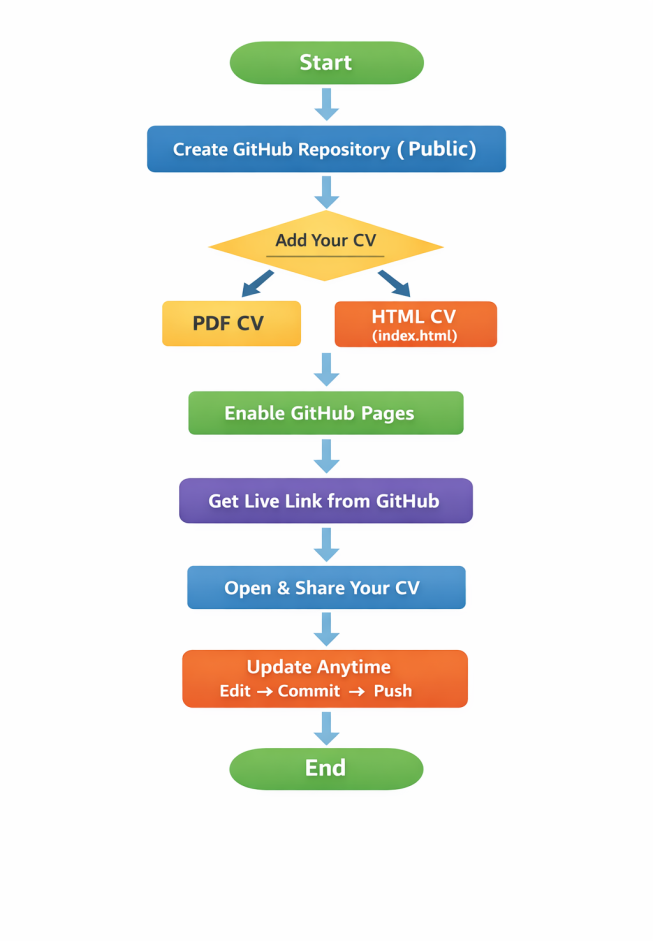 Start
Create GitHub Repository (Public)
Add Your CV
PDF CV
HTML CV
(index.html)
Enable GitHub Pages
Get Live Link from GitHub
Open & Share Your CV
Update Anytime
Edit → Commit → Push
End